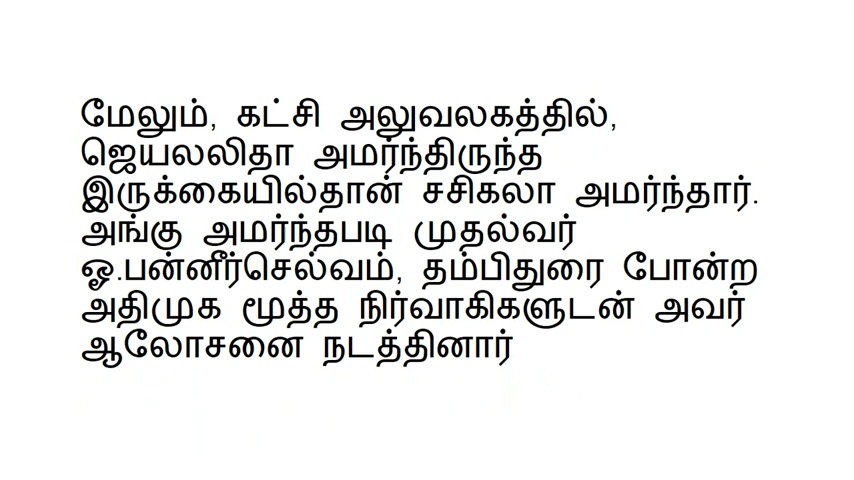 மேலும், கட்சி அலுவலகத்தில்,
ஜெயலலிதா அமர்ந்திருந்த
இருக்கையில்தான் சசிகலா அமர்ந்தார்.
அங்கு அமர்ந்தபடி முதல்வர்
ஓ.பன்னீர்செல்வம், தம்பிதுரை போன்ற
அதிமுக மூத்த நிர்வாகிகளுடன் அவர்
ஆலோசனை நடத்தினார்